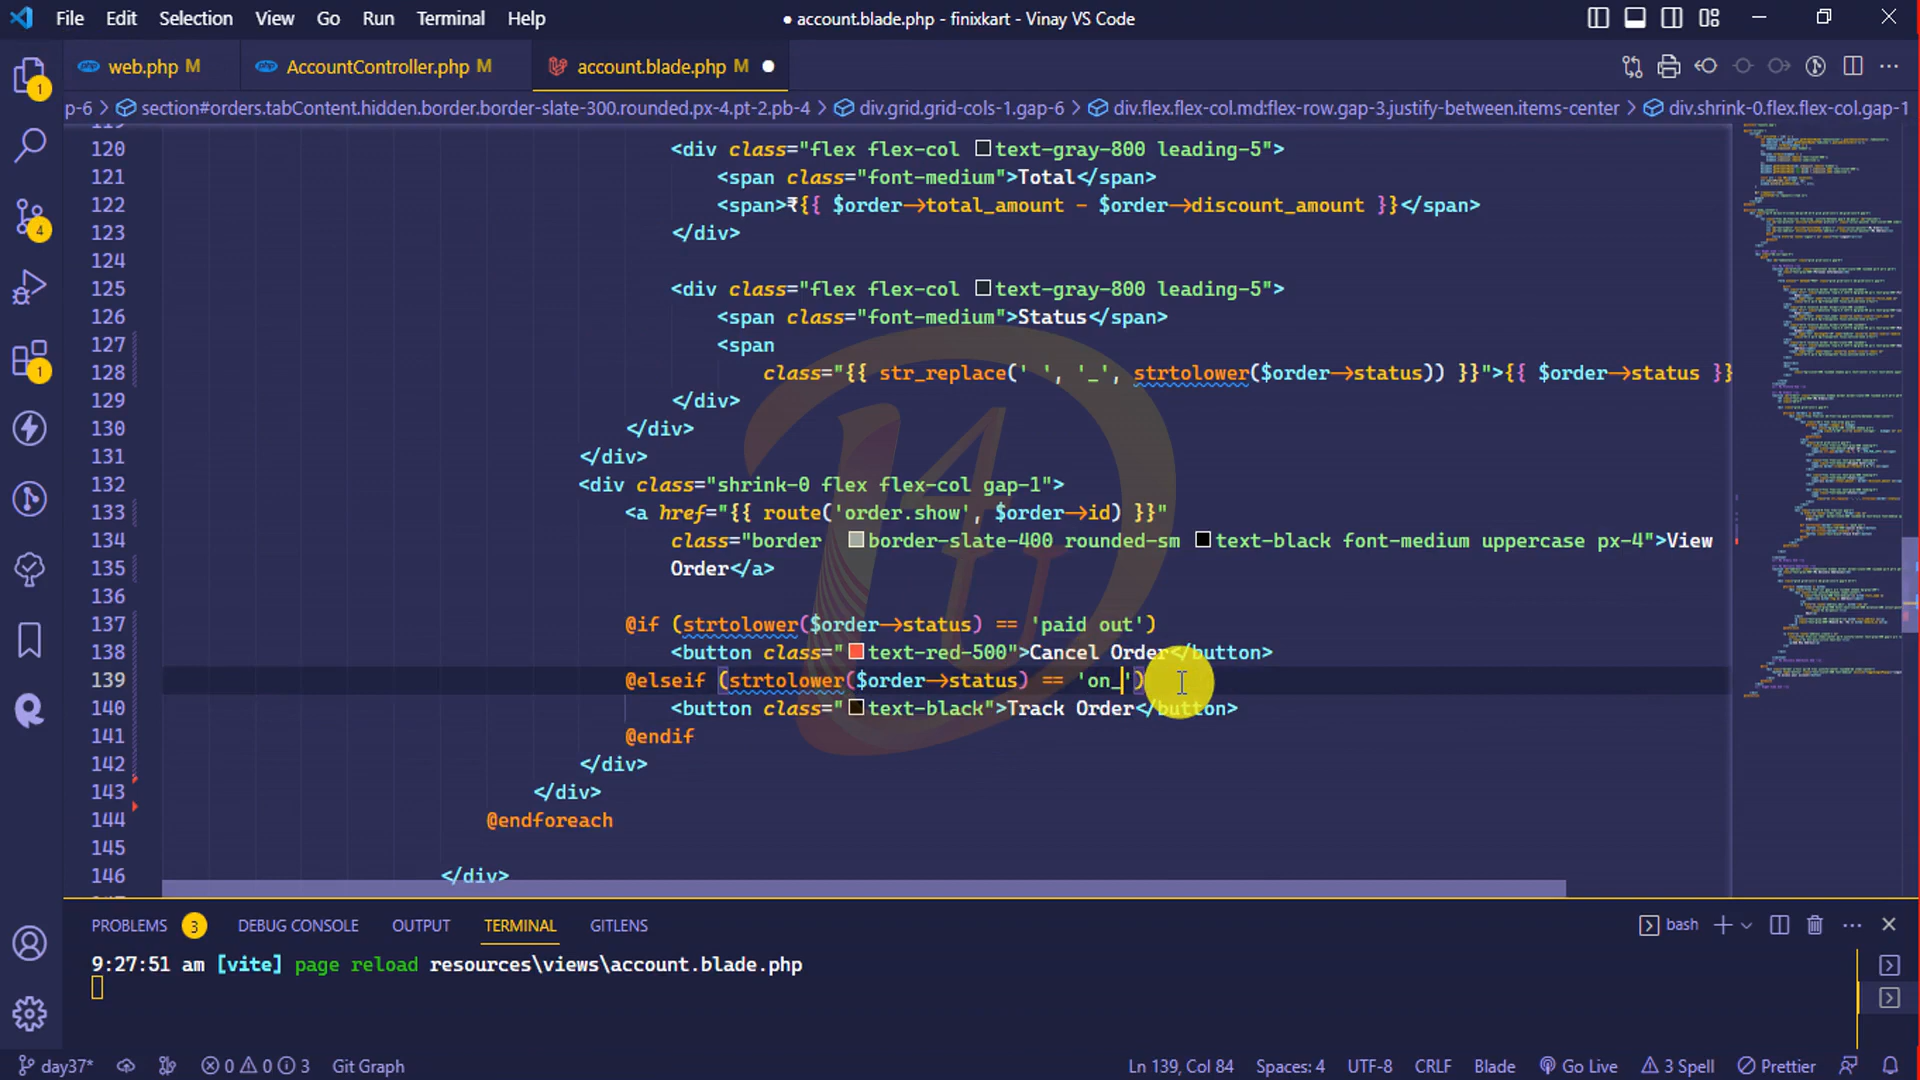 File Edit Selection View Go Run Terminal Help ● account.blade.php - finixkart - Vinay VS Code
web.php M AccountController.php M account.blade.php M ●
p-6 > section#orders.tabContent.hidden.border.border-slate-300.rounded.px-4.pt-2.pb-4 > div.grid.grid-cols-1.gap-6 > div.flex.flex-col.md:flex-row.gap-3.justify-between.items-center > div.shrink-0.flex.flex-col.gap-1
119
120 <div class="flex flex-col text-gray-800 leading-5">
121 <span class="font-medium">Total</span>
122 <span>₹{{ $order->total_amount - $order->discount_amount }}</span>
123 </div>
124
125 <div class="flex flex-col text-gray-800 leading-5">
126 <span class="font-medium">Status</span>
127 <span
128 class="{{ str_replace(' ', '_', strtolower($order->status)) }}">{{ $order->status }}
129 </div>
130 </div>
131 </div>
132 <div class="shrink-0 flex flex-col gap-1">
133 <a href="{{ route('order.show', $order->id) }}"
134 class="border border-slate-400 rounded-sm text-black font-medium uppercase px-4">View
135 Order</a>
136
137 @if (strtolower($order->status) == 'paid out')
138 <button class="text-red-500">Cancel Order</button>
139 @elseif (strtolower($order->status) == 'on_')
140 <button class="text-black">Track Order</button>
141 @endif
142 </div>
143 </div>
144 @endforeach
145
146 </div>
PROBLEMS 3 DEBUG CONSOLE OUTPUT TERMINAL GITLENS bash
9:27:51 am [vite] page reload resources\views\account.blade.php
day37* 0 0 3 Git Graph Ln 139, Col 84 Spaces: 4 UTF-8 CRLF Blade Go Live 3 Spell Prettier